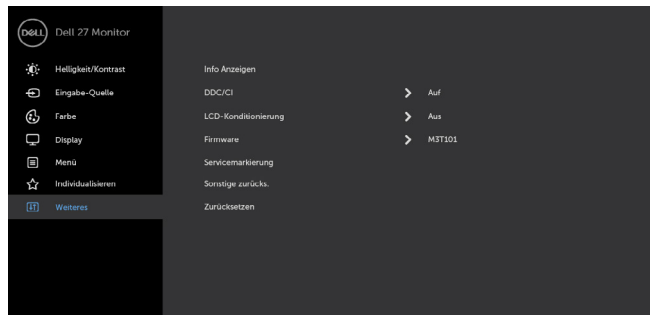 DELL Dell 27 Monitor
Helligkeit/Kontrast Info Anzeigen
Eingabe-Quelle DDC/CI Auf
Farbe LCD-Konditionierung Aus
Display Firmware M3T101
Menü Servicemarkierung
Individualisieren Sonstige zurücks.
Weiteres Zurücksetzen